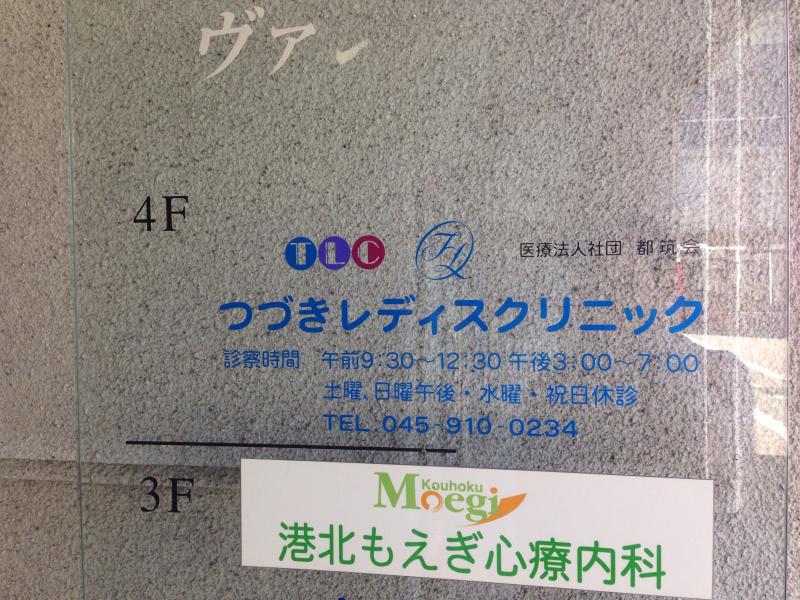 ヴァン
4F
TLC
医療法人社団 都筑会
つづきレディスクリニック
診察時間 午前9:30〜12:30 午後3:00〜7:00
土曜、日曜午後・水曜・祝日休診
TEL.045-910-0234
3F
Kouhoku
Moegi
港北もえぎ心療内科